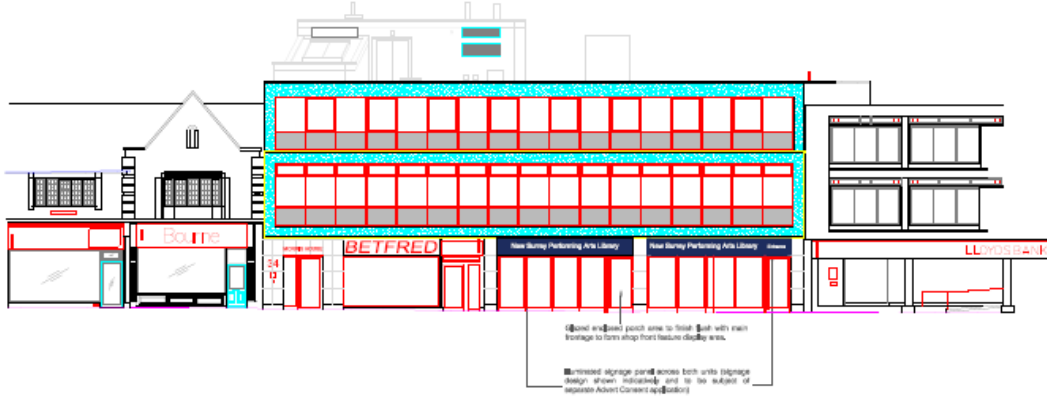 Bourne
BETFRED
New Surrey Performing Arts Library
New Surrey Performing Arts Library Entrance
LLOYDS BANK
34
Glazed enclosed porch area to finish flush with main
frontage to form shop front feature display area.
Illuminated signage panel across both units (signage
design shown indicatively and to be subject of
separate Advert Consent application)